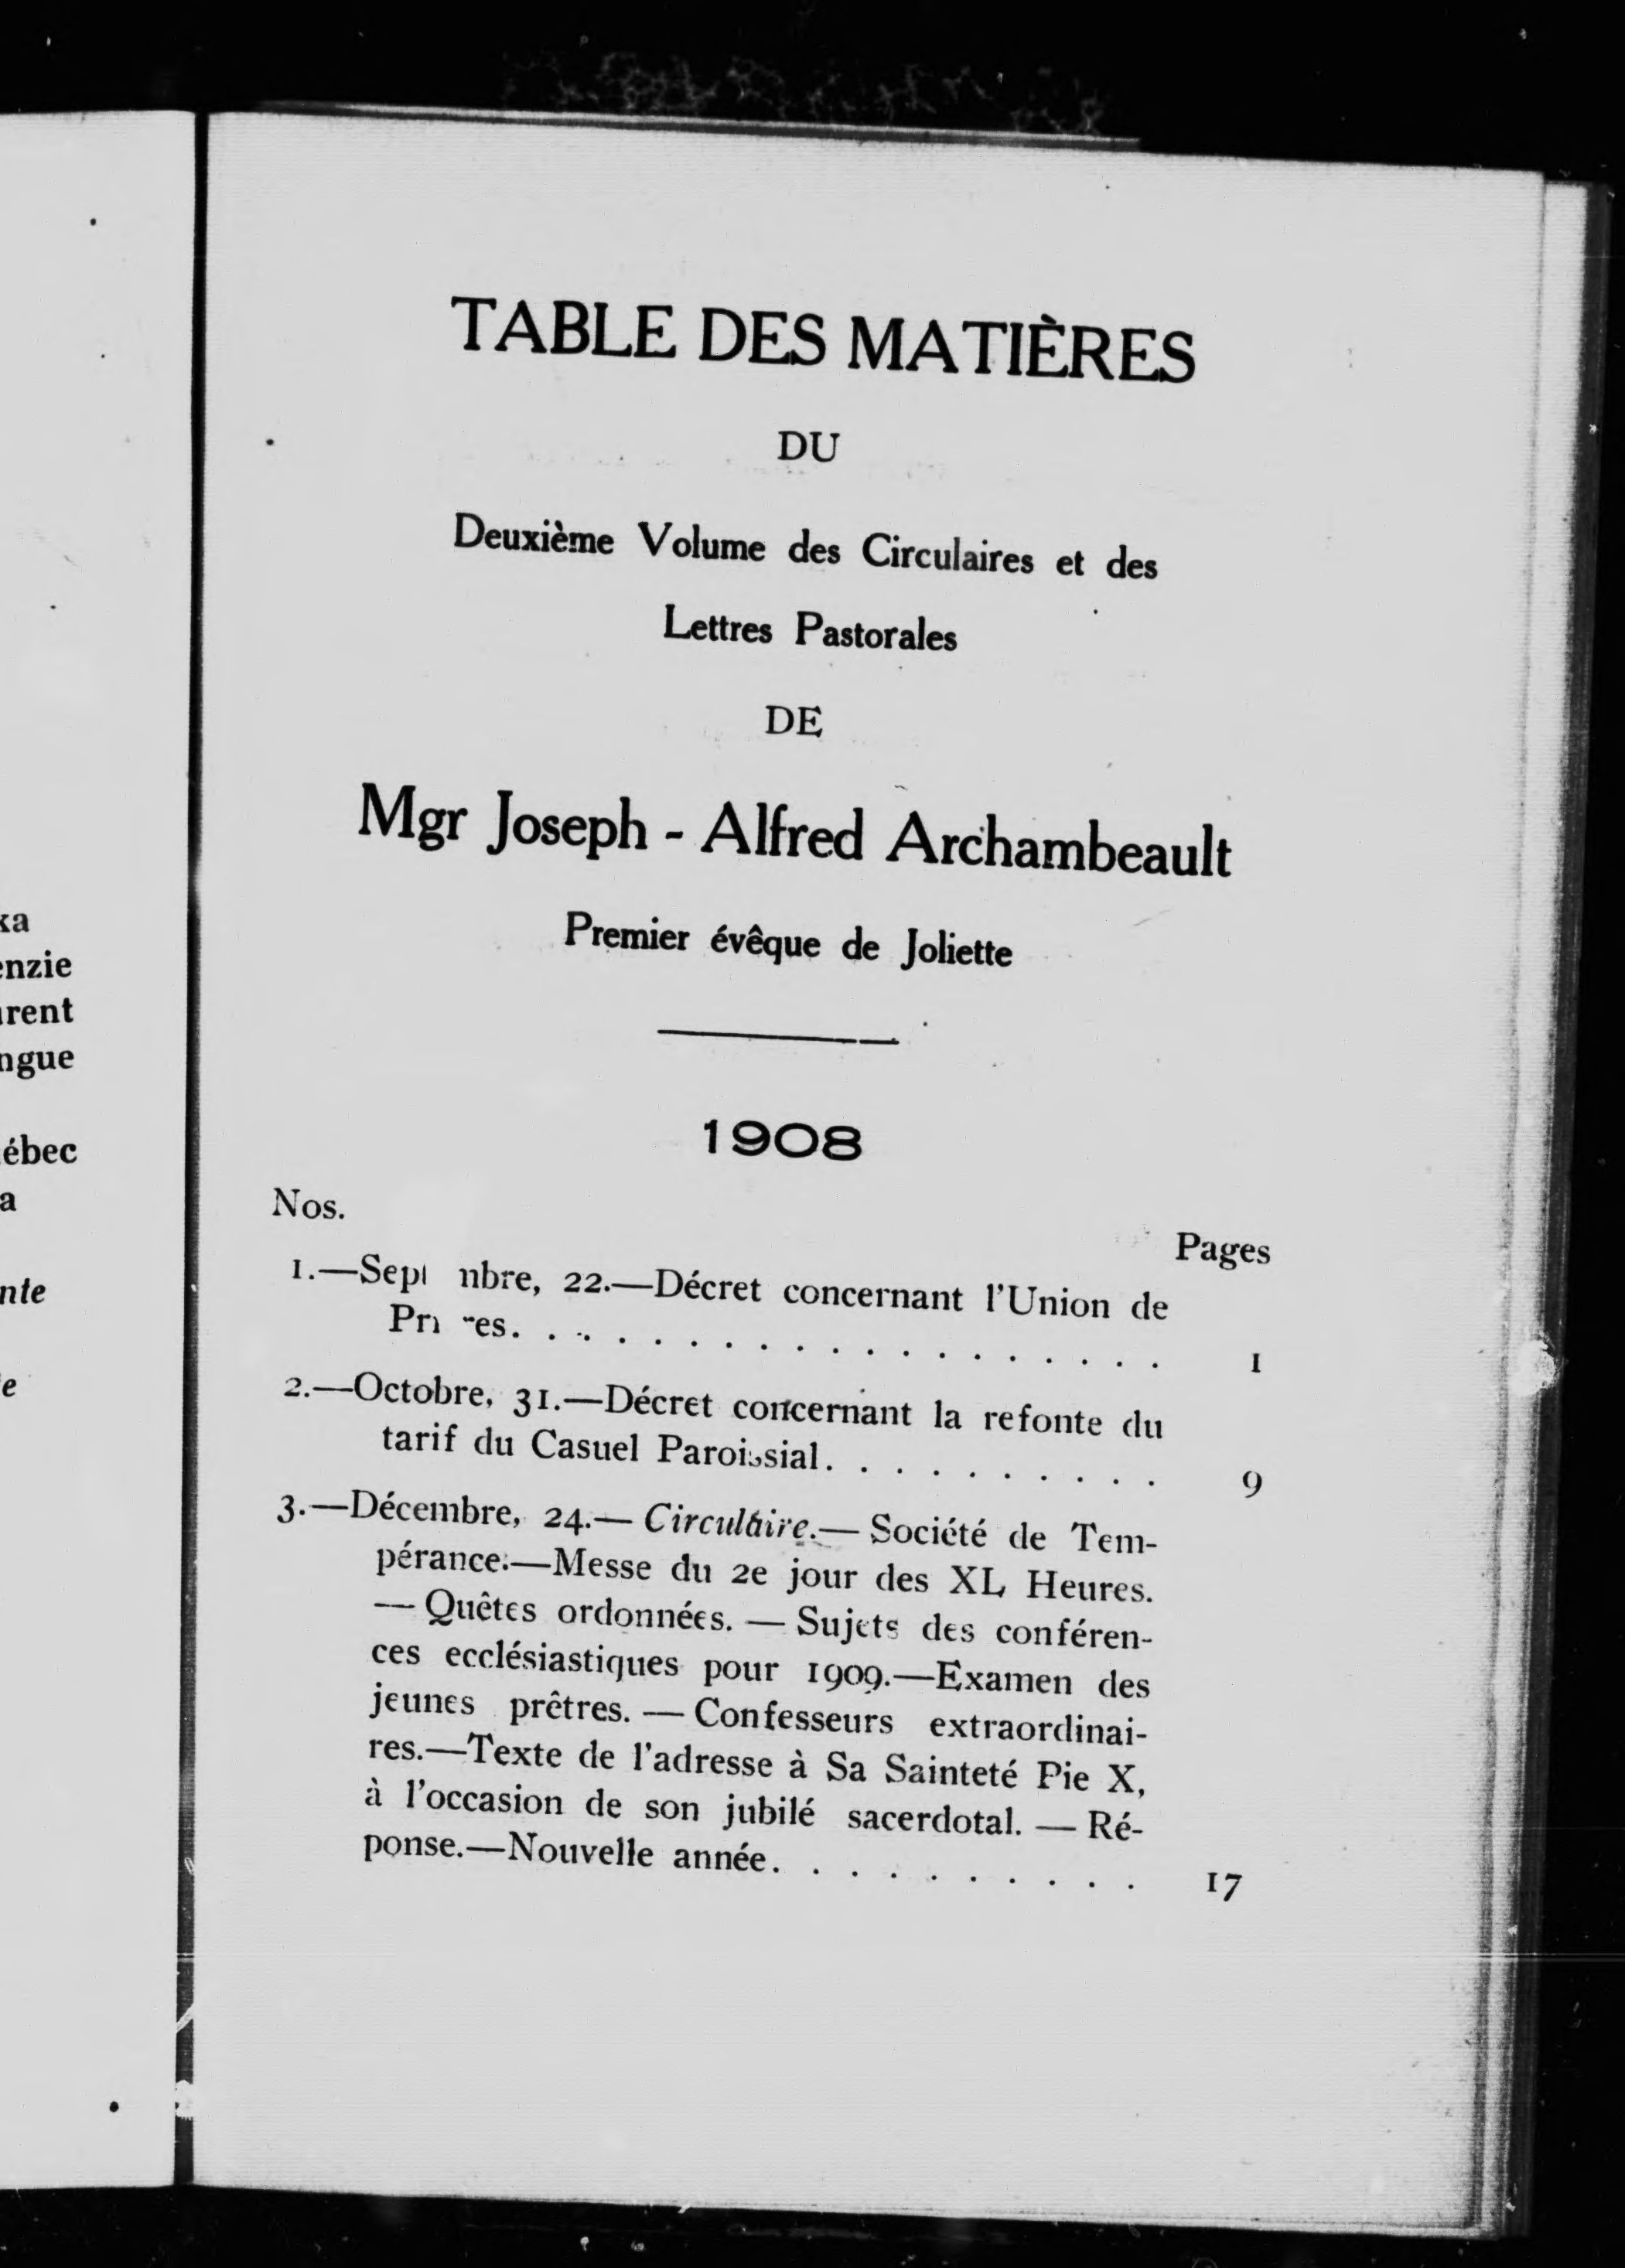 TABLE DES MATIÈRES
DU
Deuxième Volume des Circulaires et des
Lettres Pastorales
DE
Mgr Joseph - Alfred Archambeault
Premier évêque de Joliette
1908
Nos.
Pages
1.—Sept nbre, 22.—Décret concernant l'Union de
Pri res. . . . . . . . . . . . . . . . . . . 1
2.—Octobre, 31.—Décret concernant la refonte du
tarif du Casuel Paroissial. . . . . . . . . . 9
3.—Décembre, 24.— Circulaire.— Société de Tem-
pérance.—Messe du 2e jour des XL Heures.
— Quêtes ordonnées. — Sujets des conféren-
ces ecclésiastiques pour 1909.—Examen des
jeunes prêtres. — Confesseurs extraordinai-
res.—Texte de l'adresse à Sa Sainteté Pie X,
à l'occasion de son jubilé sacerdotal. — Ré-
ponse.—Nouvelle année. . . . . . . . . . 17
ka
enzie
rent
ngue
ébec
a
nte
e